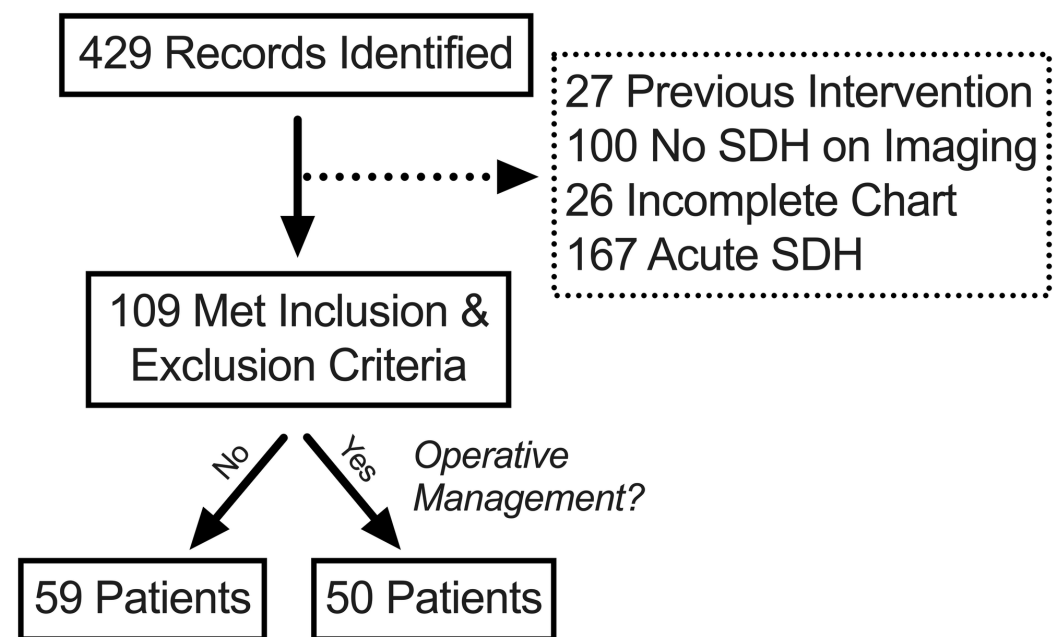 429 Records Identified
27 Previous Intervention
100 No SDH on Imaging
26 Incomplete Chart
167 Acute SDH
109 Met Inclusion &
Exclusion Criteria
No
Yes
Operative
Management?
59 Patients
50 Patients